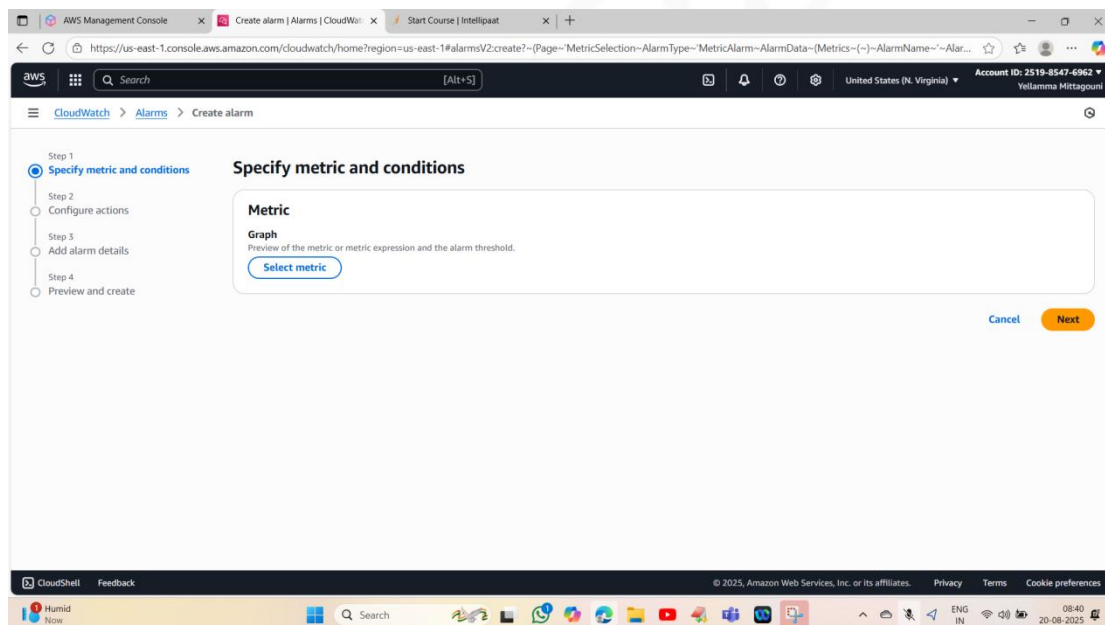 AWS Management Console
Create alarm | Alarms | CloudWat
Start Course | Intellipaat
https://us-east-1.console.aws.amazon.com/cloudwatch/home?region=us-east-1#alarmsV2:create?~(Page~'MetricSelection~AlarmType~'MetricAlarm~AlarmData~(Metrics~(~)~AlarmName~'~Alar...
aws
Search
[Alt+S]
United States (N. Virginia)
Account ID: 2519-8547-6962
Yellamma Mittagouni
CloudWatch > Alarms > Create alarm
Step 1
Specify metric and conditions
Step 2
Configure actions
Step 3
Add alarm details
Step 4
Preview and create
Specify metric and conditions
Metric
Graph
Preview of the metric or metric expression and the alarm threshold.
Select metric
Cancel
Next
CloudShell
Feedback
© 2025, Amazon Web Services, Inc. or its affiliates.
Privacy
Terms
Cookie preferences
1
Humid
Now
Search
ENG
IN
08:40
20-08-2025